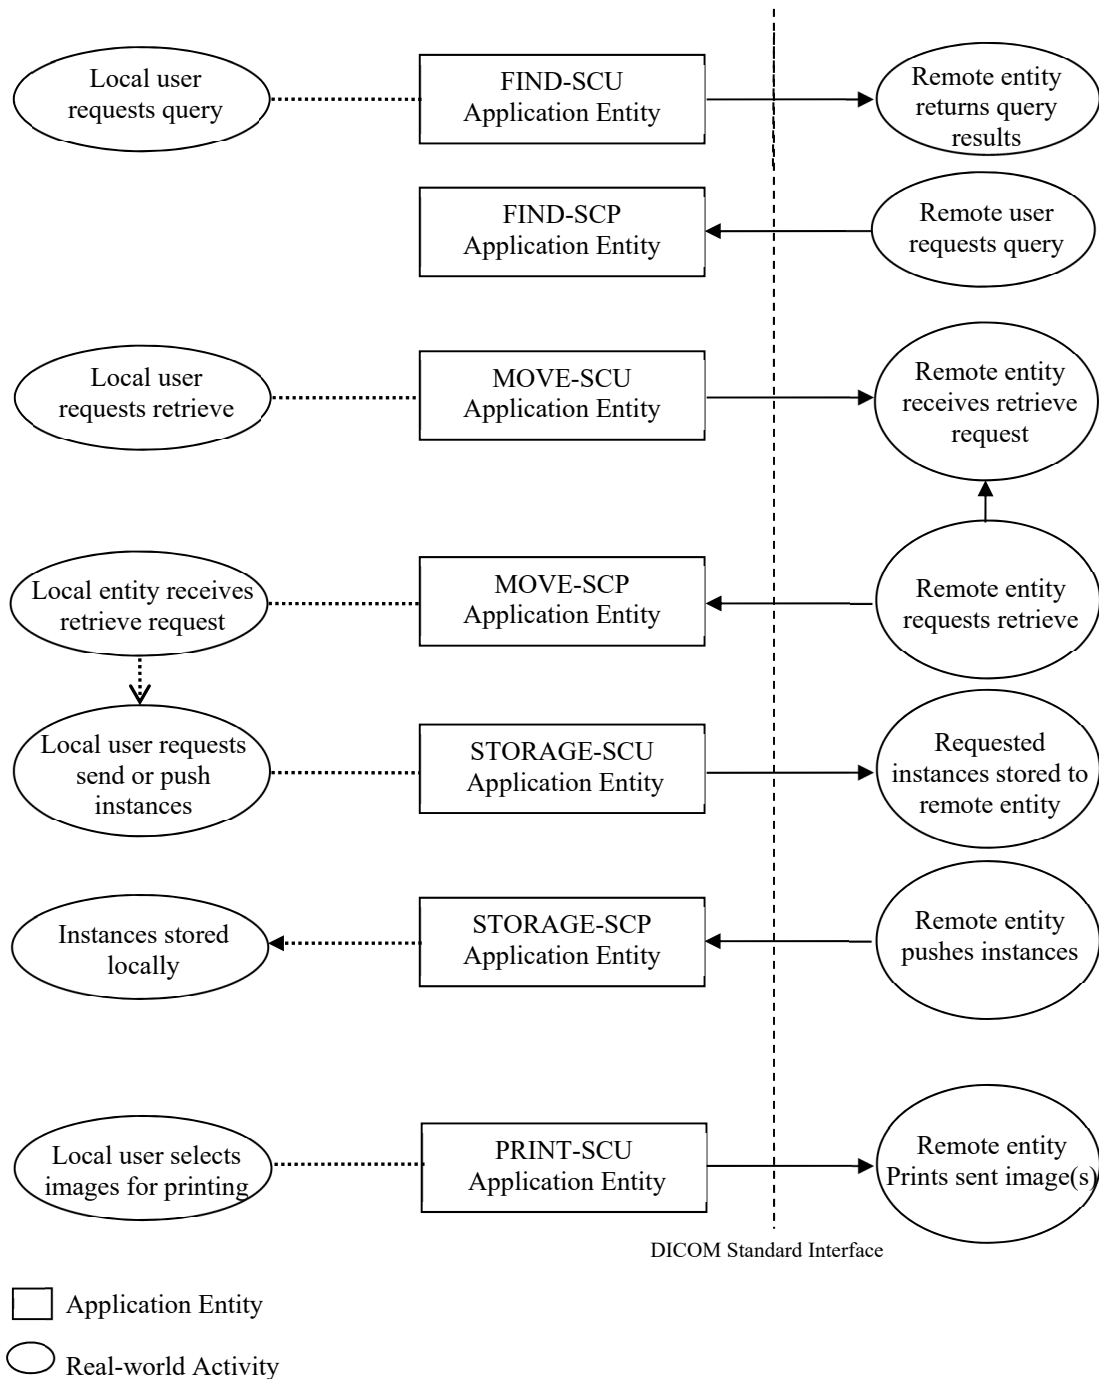 Local user
requests query
FIND-SCU
Application Entity
Remote entity
returns query
results
FIND-SCP
Application Entity
Remote user
requests query
Local user
requests retrieve
MOVE-SCU
Application Entity
Remote entity
receives retrieve
request
Local entity receives
retrieve request
MOVE-SCP
Application Entity
Remote entity
requests retrieve
Local user requests
send or push
instances
STORAGE-SCU
Application Entity
Requested
instances stored to
remote entity
Instances stored
locally
STORAGE-SCP
Application Entity
Remote entity
pushes instances
Local user selects
images for printing
PRINT-SCU
Application Entity
Remote entity
Prints sent image(s)
DICOM Standard Interface
Application Entity
Real-world Activity